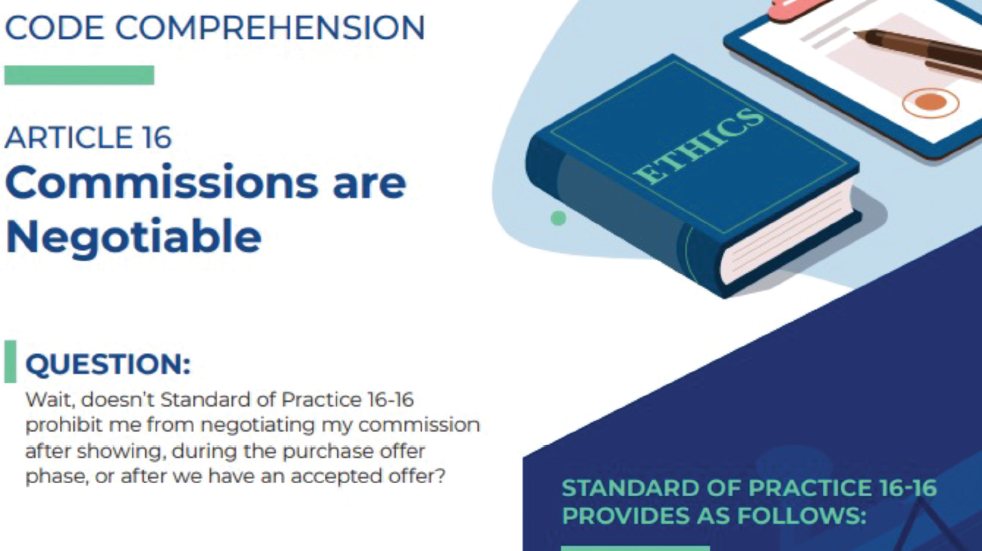 CODE COMPREHENSION
ARTICLE 16
Commissions are
Negotiable
ETHICS
QUESTION:
Wait, doesn't Standard of Practice 16-16
prohibit me from negotiating my commission
after showing, during the purchase offer
phase, or after we have an accepted offer?
STANDARD OF PRACTICE 16-16
PROVIDES AS FOLLOWS: